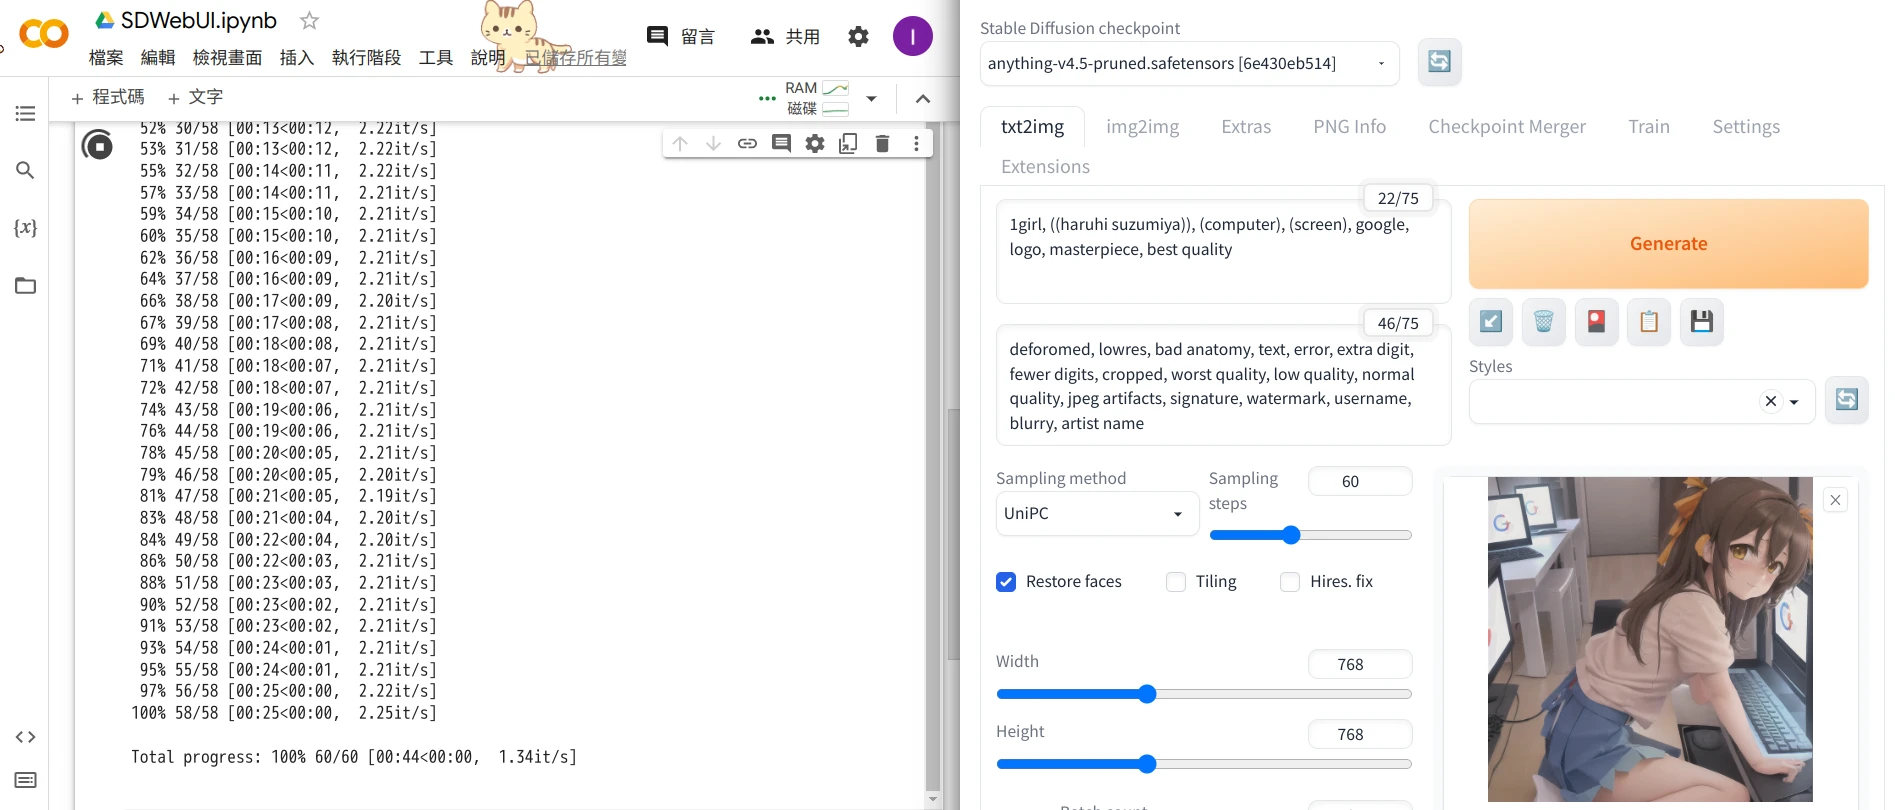 SDWebUI.ipynb
留言
共用
I
檔案 編輯 檢視畫面 插入 執行階段 工具 說明 已儲存所有變
+ 程式碼 + 文字
RAM
磁碟
52% 30/58 [00:13<00:12, 2.22it/s]
53% 31/58 [00:13<00:12, 2.22it/s]
55% 32/58 [00:14<00:11, 2.22it/s]
57% 33/58 [00:14<00:11, 2.21it/s]
59% 34/58 [00:15<00:10, 2.21it/s]
60% 35/58 [00:15<00:10, 2.21it/s]
62% 36/58 [00:16<00:09, 2.21it/s]
64% 37/58 [00:16<00:09, 2.21it/s]
66% 38/58 [00:17<00:09, 2.20it/s]
67% 39/58 [00:17<00:08, 2.21it/s]
69% 40/58 [00:18<00:08, 2.21it/s]
71% 41/58 [00:18<00:07, 2.21it/s]
72% 42/58 [00:18<00:07, 2.21it/s]
74% 43/58 [00:19<00:06, 2.21it/s]
76% 44/58 [00:19<00:06, 2.21it/s]
78% 45/58 [00:20<00:05, 2.21it/s]
79% 46/58 [00:20<00:05, 2.20it/s]
81% 47/58 [00:21<00:05, 2.19it/s]
83% 48/58 [00:21<00:04, 2.20it/s]
84% 49/58 [00:22<00:04, 2.20it/s]
86% 50/58 [00:22<00:03, 2.21it/s]
88% 51/58 [00:23<00:03, 2.21it/s]
90% 52/58 [00:23<00:02, 2.21it/s]
91% 53/58 [00:23<00:02, 2.21it/s]
93% 54/58 [00:24<00:01, 2.21it/s]
95% 55/58 [00:24<00:01, 2.21it/s]
97% 56/58 [00:25<00:00, 2.22it/s]
100% 58/58 [00:25<00:00, 2.25it/s]
Total progress: 100% 60/60 [00:44<00:00, 1.34it/s]
Stable Diffusion checkpoint
anything-v4.5-pruned.safetensors [6e430eb514]
txt2img img2img Extras PNG Info Checkpoint Merger Train Settings
Extensions
22/75
1girl, ((haruhi suzumiya)), (computer), (screen), google,
logo, masterpiece, best quality
Generate
46/75
deforomed, lowres, bad anatomy, text, error, extra digit,
fewer digits, cropped, worst quality, low quality, normal
quality, jpeg artifacts, signature, watermark, username,
blurry, artist name
Styles
Sampling method
UniPC
Sampling
steps
60
Restore faces Tiling Hires. fix
Width
768
Height
768